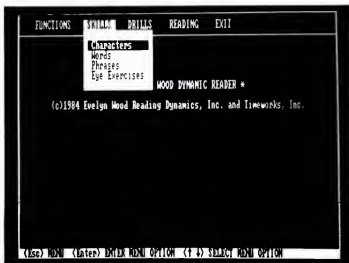 FUNCTIONS DRILLS READING EXIT
Characters
Words
Phrases
Eye Exercises
WOOD DYNAMIC READER *
(c)1984 Evelyn Wood Reading Dynamics, Inc. and Timeworks, Inc.
<Esc> MENU <Enter> ENTER MENU OPTION <↑ ↓> SELECT MENU OPTION